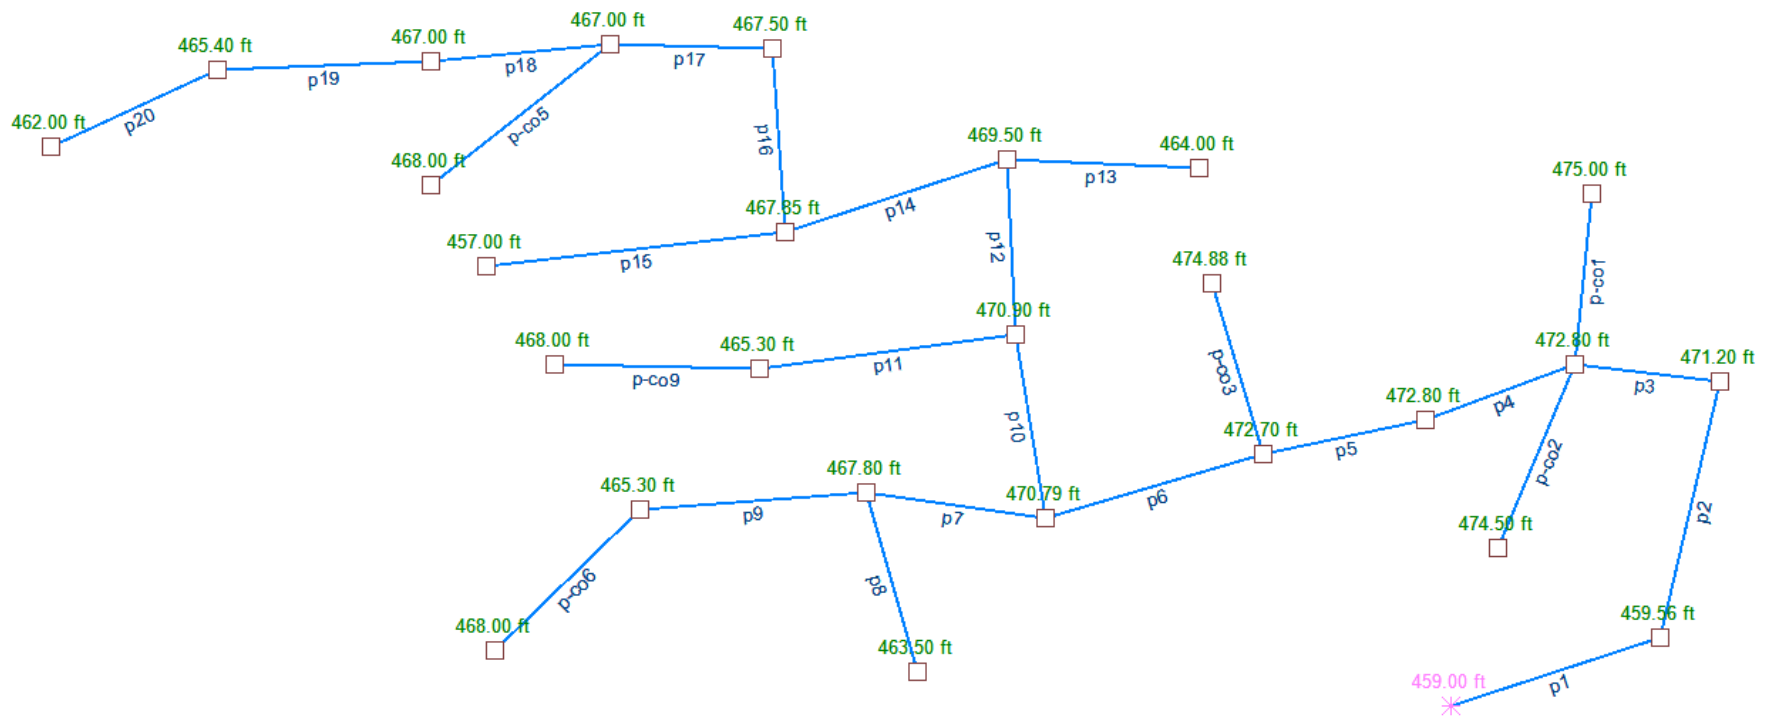 467.00 ft
467.50 ft
465.40 ft
467.00 ft
p17
p18
p19
462.00 ft
p20
p-co5
p16
469.50 ft
464.00 ft
468.00 ft
p13
475.00 ft
467.85 ft
p14
457.00 ft
p15
p12
474.88 ft
p-co1
470.90 ft
468.00 ft
465.30 ft
p11
p-co9
p-co3
472.80 ft
471.20 ft
p3
472.80 ft
p4
p10
472.70 ft
p5
p-co2
467.80 ft
465.30 ft
470.79 ft
p6
p9
p7
474.50 ft
p2
p-co6
p8
468.00 ft
463.50 ft
459.56 ft
459.00 ft
p1